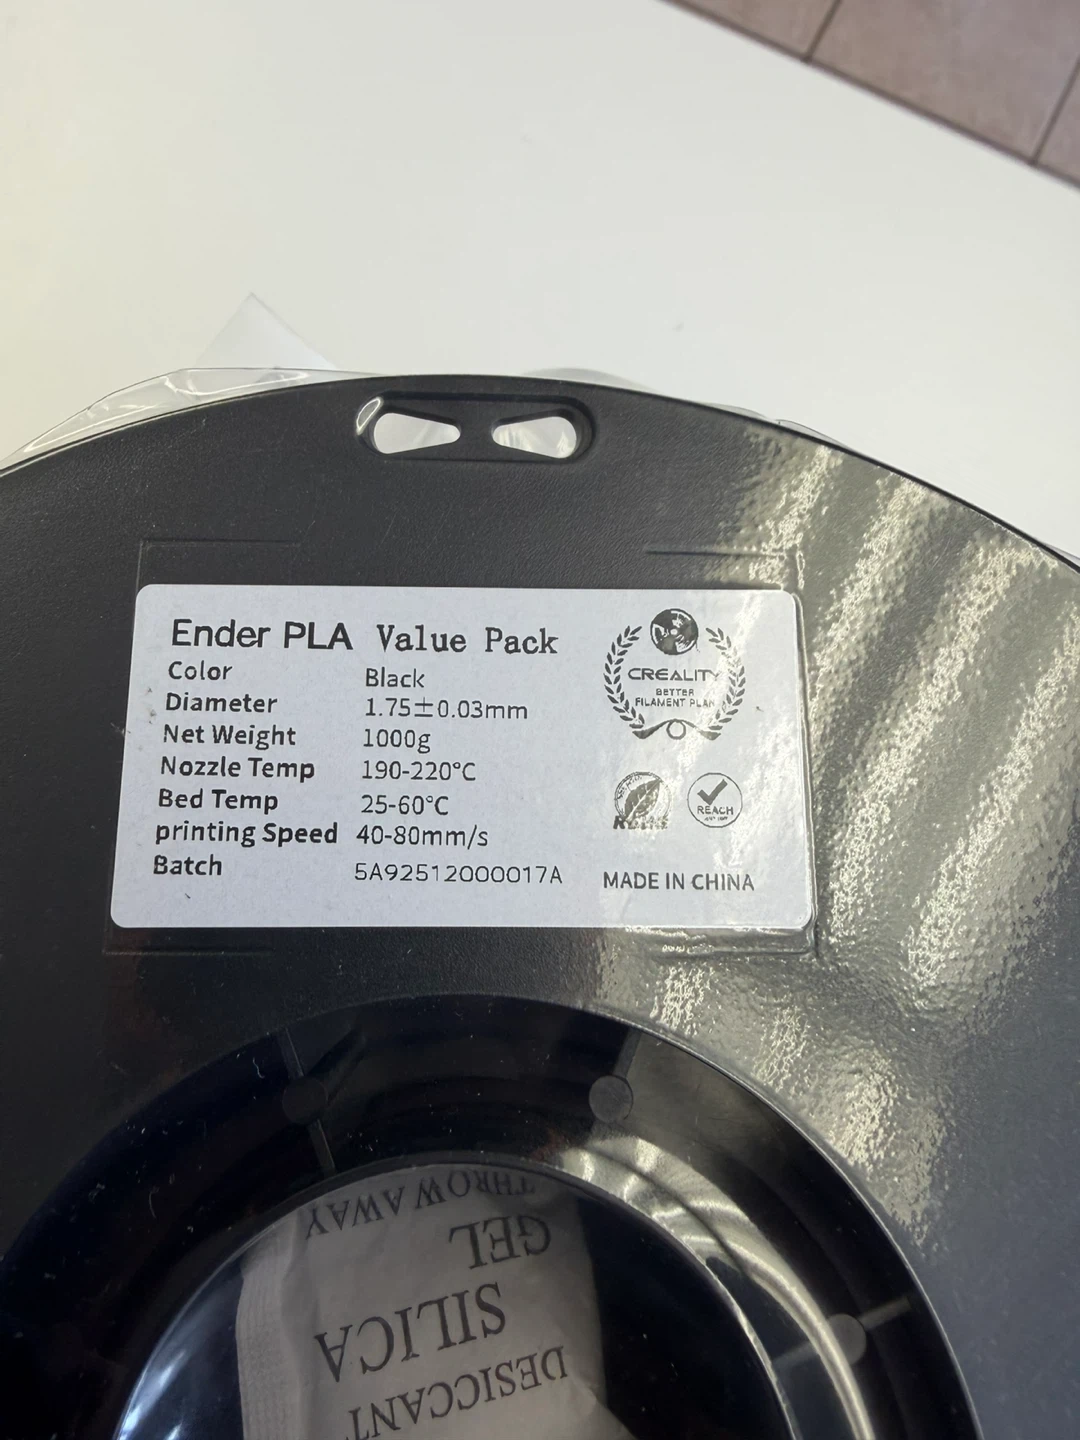 Ender PLA Value Pack
Color Black
Diameter 1.75±0.03mm
Net Weight 1000g
Nozzle Temp 190-220°C
Bed Temp 25-60°C
printing Speed 40-80mm/s
Batch 5A92512000017A
CREALITY
BETTER
FILAMENT PLAN
RoHS
REACH
MADE IN CHINA
THROW AWAY
GEL
SILICA
DESICCANT